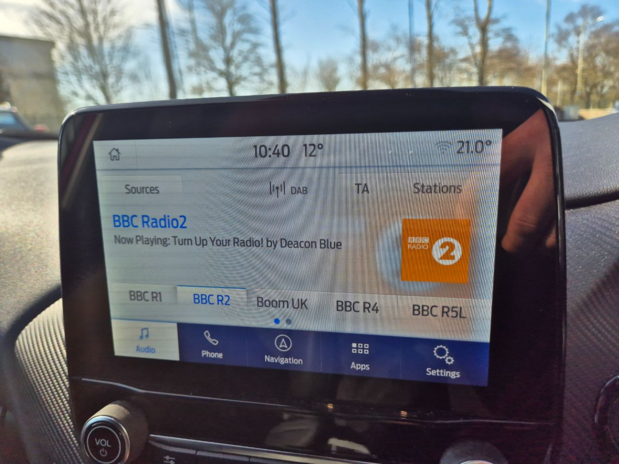 10:40 12° 21.0°
Sources DAB TA Stations
BBC Radio2
Now Playing: Turn Up Your Radio! by Deacon Blue
BBC RADIO 2
BBC R1 BBC R2 Boom UK BBC R4 BBC R5L
Audio Phone Navigation Apps Settings
VOL